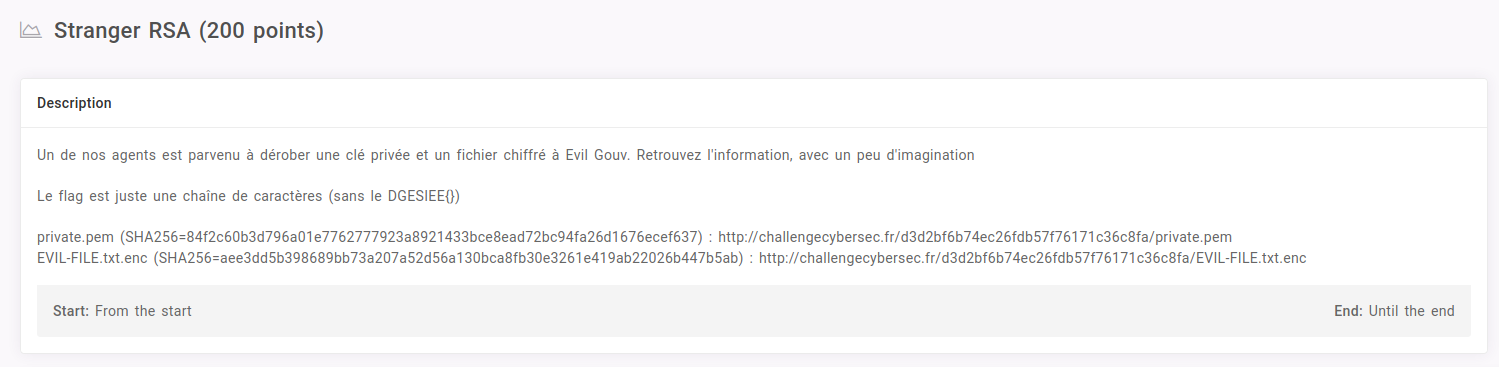 Stranger RSA (200 points)
Description
Un de nos agents est parvenu à dérober une clé privée et un fichier chiffré à Evil Gouv. Retrouvez l'information, avec un peu d'imagination
Le flag est juste une chaîne de caractères (sans le DGESIEE{})
private.pem (SHA256=84f2c60b3d796a01e7762777923a8921433bce8ead72bc94fa26d1676ecef637) : http://challengecybersec.fr/d3d2bf6b74ec26fdb57f76171c36c8fa/private.pem
EVIL-FILE.txt.enc (SHA256=aee3dd5b398689bb73a207a52d56a130bca8fb30e3261e419ab22026b447b5ab) : http://challengecybersec.fr/d3d2bf6b74ec26fdb57f76171c36c8fa/EVIL-FILE.txt.enc
Start: From the start
End: Until the end